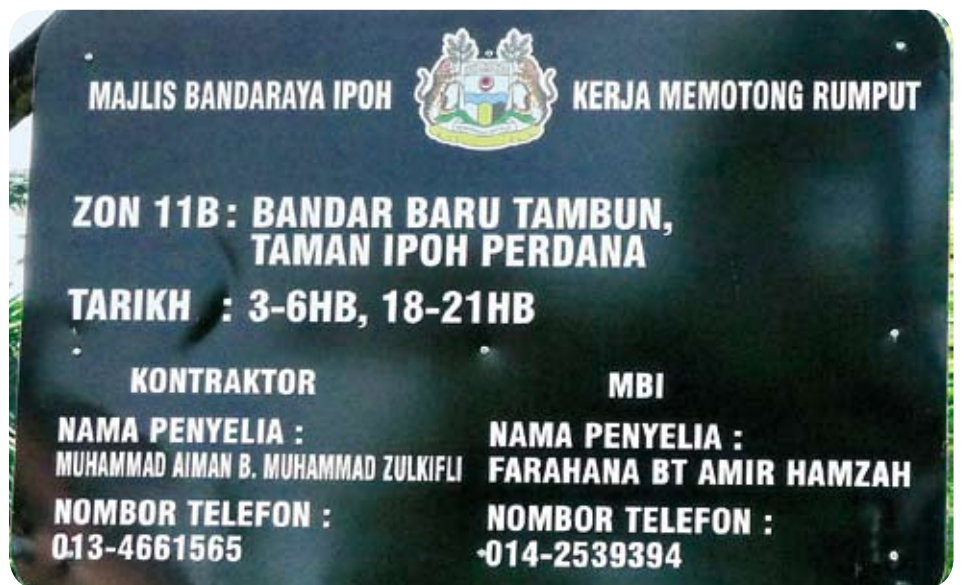 MAJLIS BANDARAYA IPOH
KERJA MEMOTONG RUMPUT
ZON 11B: BANDAR BARU TAMBUN,
TAMAN IPOH PERDANA
TARIKH : 3-6HB, 18-21HB
KONTRAKTOR
NAMA PENYELIA :
MUHAMMAD AIMAN B. MUHAMMAD ZULKIFLI
NOMBOR TELEFON :
013-4661565
MBI
NAMA PENYELIA :
FARAHANA BT AMIR HAMZAH
NOMBOR TELEFON :
014-2539394